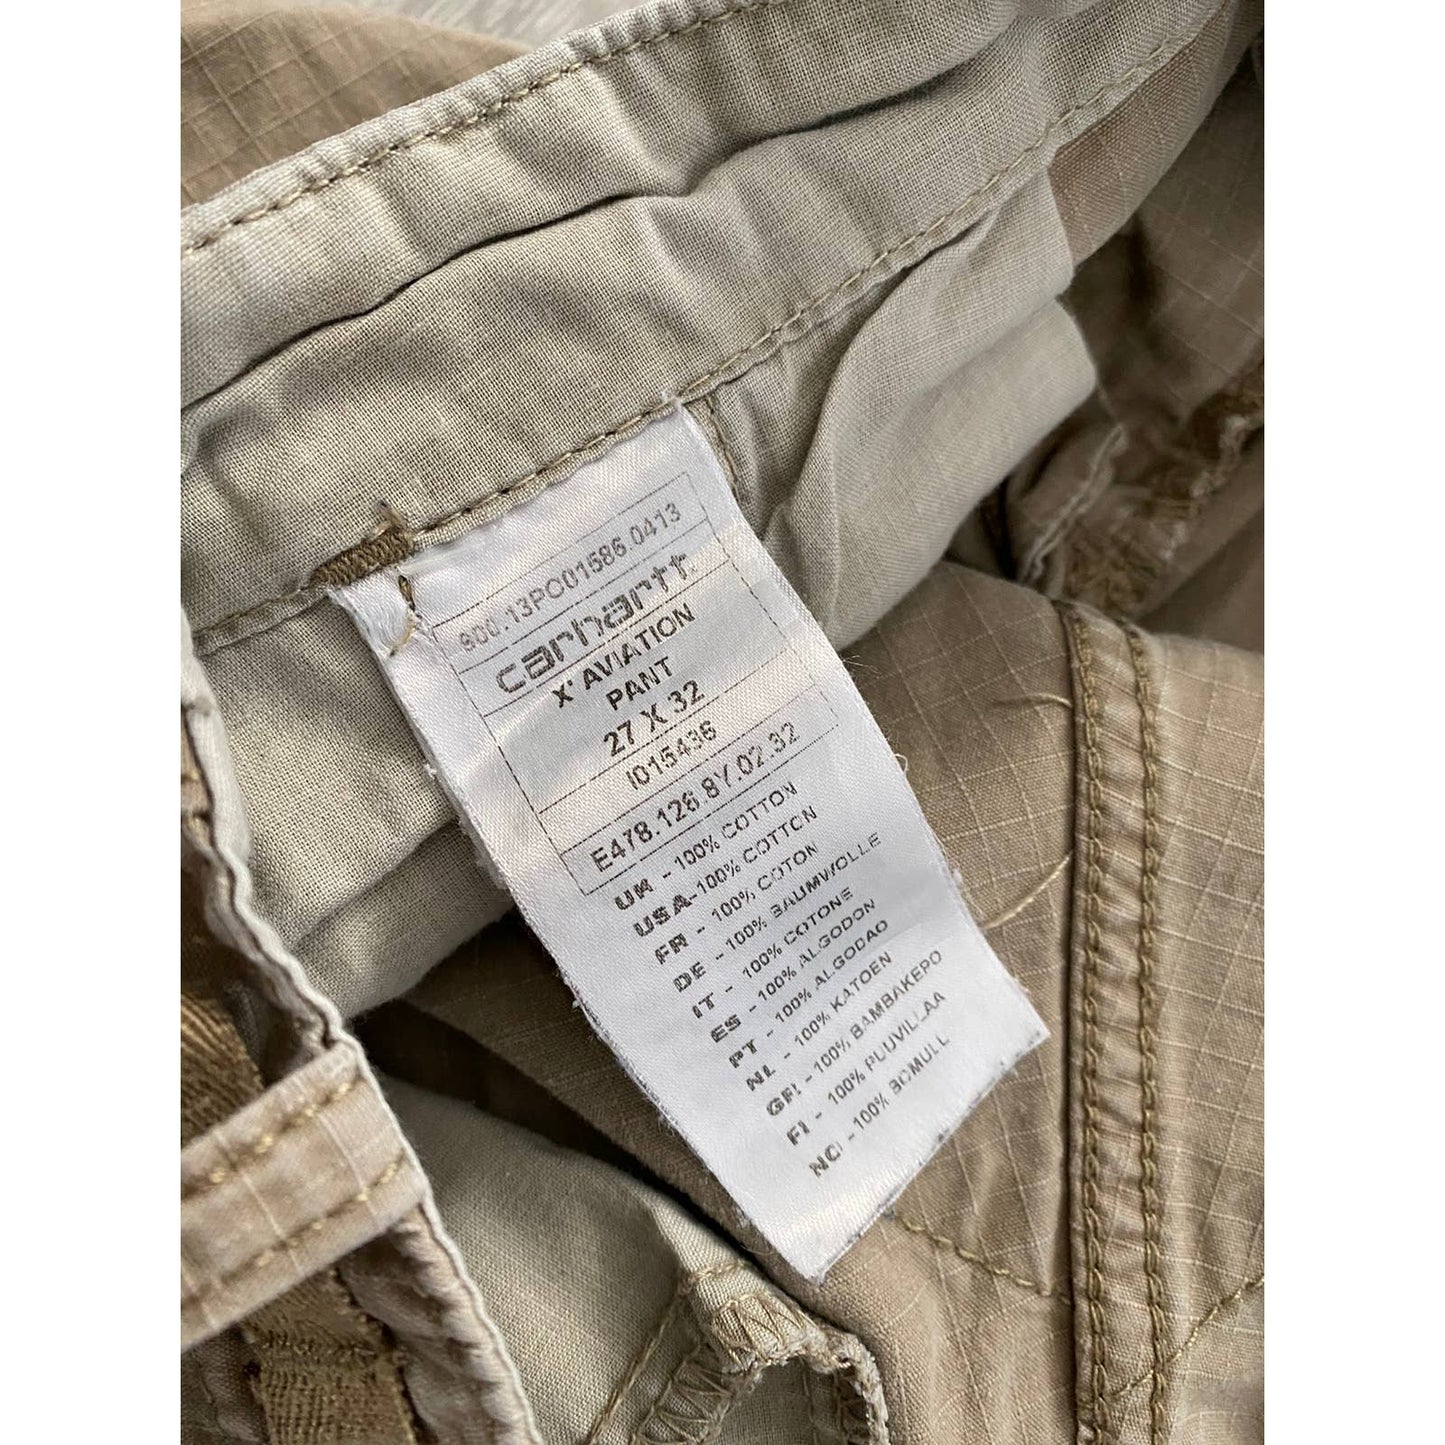 900.13PO01586.0413
carhartt.
X' AVIATION
PANT
27 X 32
I015436
E478.126.8Y.02.32
UK - 100% COTTON
USA-100% COTTON
FR - 100% COTON
DE - 100% BAUMWOLLE
IT - 100% COTONE
ES - 100% ALGODON
PT - 100% ALGODAO
NL - 100% KATOEN
GR - 100% BAMBAKEPO
FI - 100% PUUVILLAA
NO - 100% BOMULL